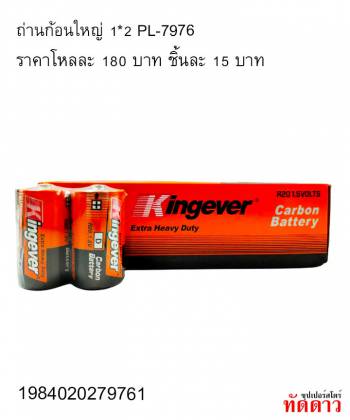 ถ่านก้อนใหญ่ 1*2 PL-7976
ราคาโหลละ 180 บาท ชิ้นละ 15 บาท
Kingever
Extra Heavy Duty
R20 1.5VOLTS
Carbon
Battery
Kingever
Kingever
D
Carbon
Battery
1984020279761
ซุปเปอร์สโตร์
ทัดดาว